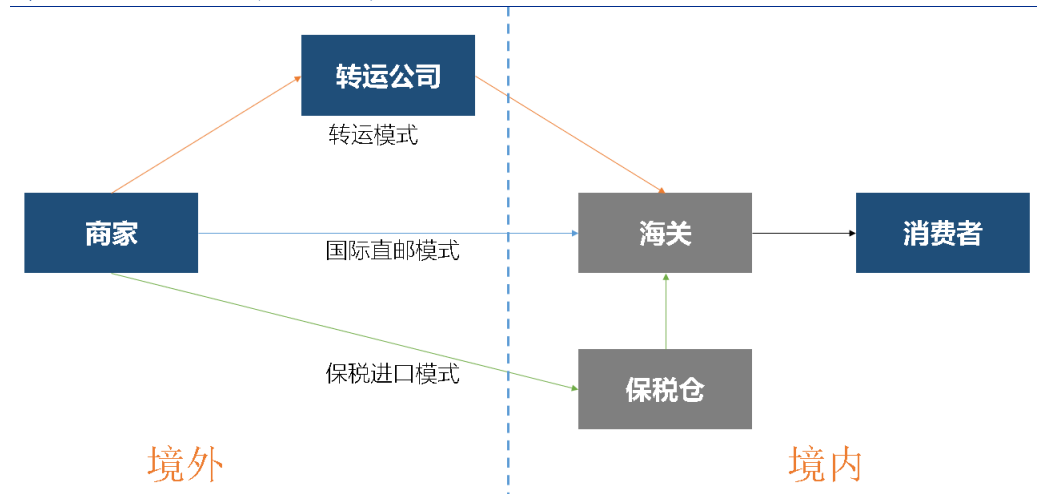 转运公司
转运模式
商家
海关
消费者
国际直邮模式
保税进口模式
保税仓
境外
境内